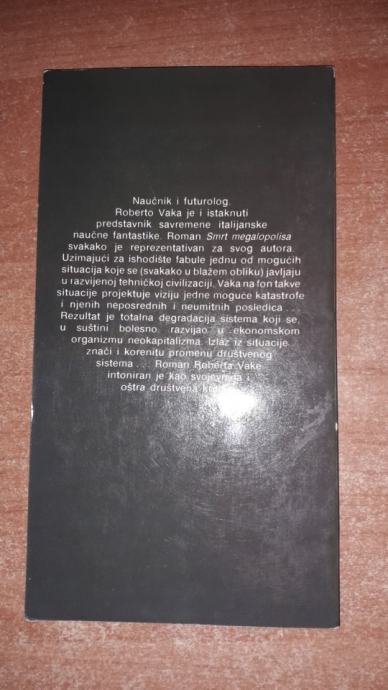 Naučnik i futurolog.
Roberto Vaka je i istaknuti
predstavnik savremene italijanske
naučne fantastike. Roman Smrt megalopolisa
svakako je reprezentativan za svog autora.
Uzimajući za ishodište fabule jednu od mogućih
situacija koje se (svakako u blažem obliku) javljaju
u razvijenoj tehničkoj civilizaciji, Vaka na fon takve
situacije projektuje viziju jedne moguće katastrofe
i njenih neposrednih i neumitnih posledica ...
Rezultat je totalna degradacija sistema koji se,
u suštini bolesno, razvijao u ekonomskom
organizmu neokapitalizma. Izlaz iz situacije
znači i korenitu promenu društvenog
sistema ... Roman Roberta Vake
intoniran je kao svojevrsna i
oštra društvena